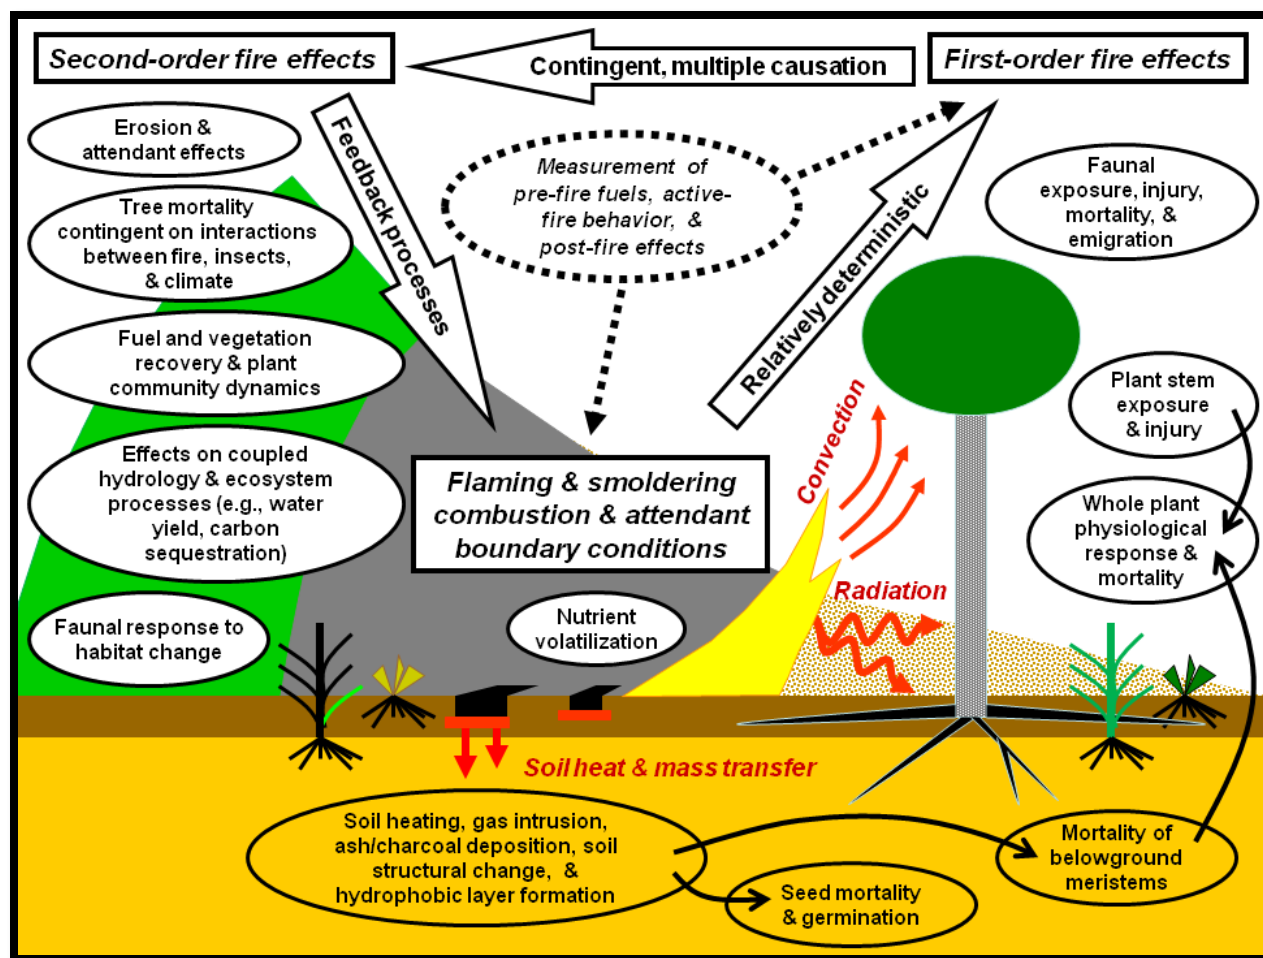 Second-order fire effects
Contingent, multiple causation
First-order fire effects
Erosion &
attendant effects
Tree mortality
contingent on interactions
between fire, insects,
& climate
Fuel and vegetation
recovery & plant
community dynamics
Effects on coupled
hydrology & ecosystem
processes (e.g., water
yield, carbon
sequestration)
Faunal response to
habitat change
Feedback processes
Measurement of
pre-fire fuels, active-
fire behavior, &
post-fire effects
Relatively deterministic
Faunal
exposure, injury,
mortality, &
emigration
Plant stem
exposure
& injury
Whole plant
physiological
response &
mortality
Flaming & smoldering
combustion & attendant
boundary conditions
Convection
Radiation
Nutrient
volatilization
Soil heat & mass transfer
Soil heating, gas intrusion,
ash/charcoal deposition, soil
structural change, &
hydrophobic layer formation
Seed mortality
& germination
Mortality of
belowground
meristems